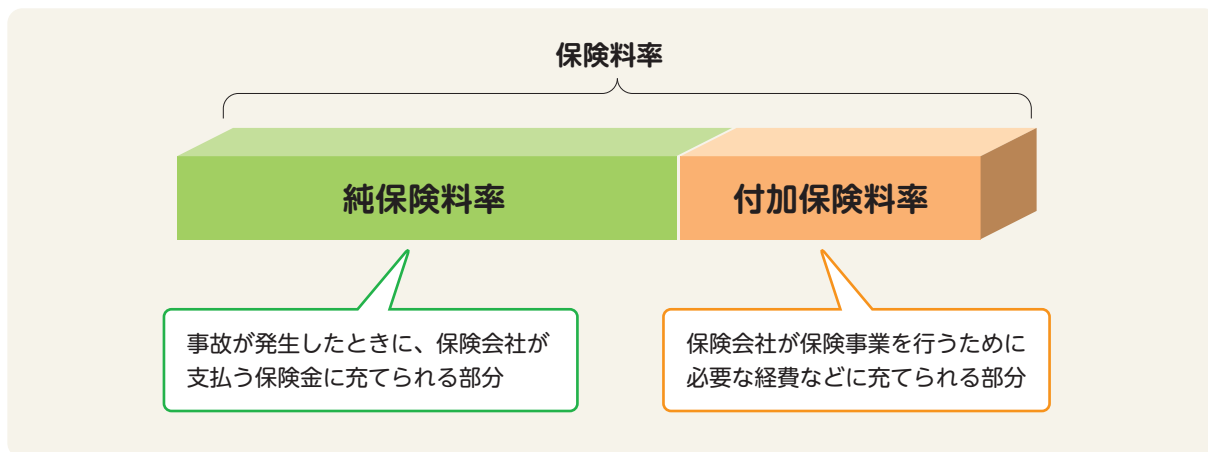 保険料率
純保険料率
付加保険料率
事故が発生したときに、保険会社が
支払う保険金に充てられる部分
保険会社が保険事業を行うために
必要な経費などに充てられる部分